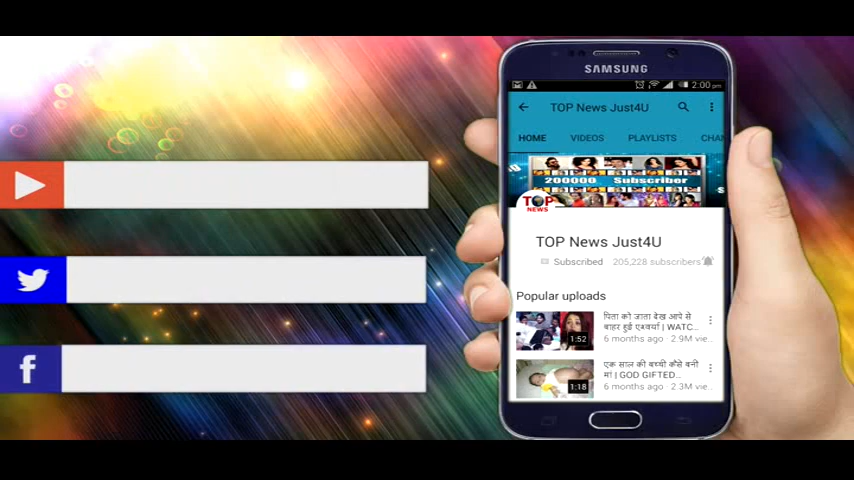 SAMSUNG
2:00 pm
TOP News Just4U
HOME VIDEOS PLAYLISTS CHAN
200000 Subscriber
TOP
NEWS
TOP News Just4U
Subscribed 205,228 subscribers
Popular uploads
पिता को जाता देख आपे से
बाहर हुई एश्वर्या | WATC...
6 months ago · 2.9M vie..
1:52
एक साल की बच्ची कैसे बनी
मां | GOD GIFTED...
6 months ago · 2.3M vie..
1:18